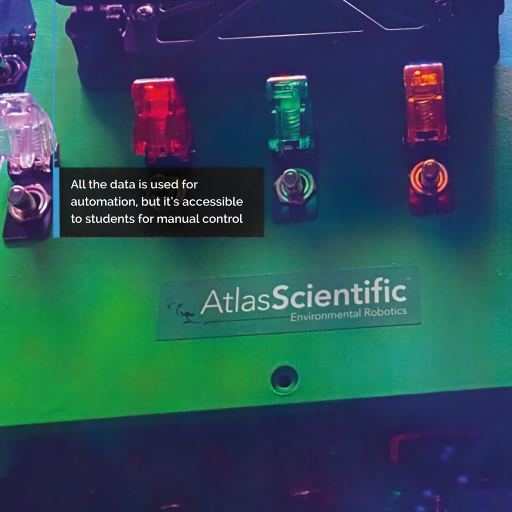 All the data is used for
automation, but it's accessible
to students for manual control
AtlasScientific
Environmental Robotics